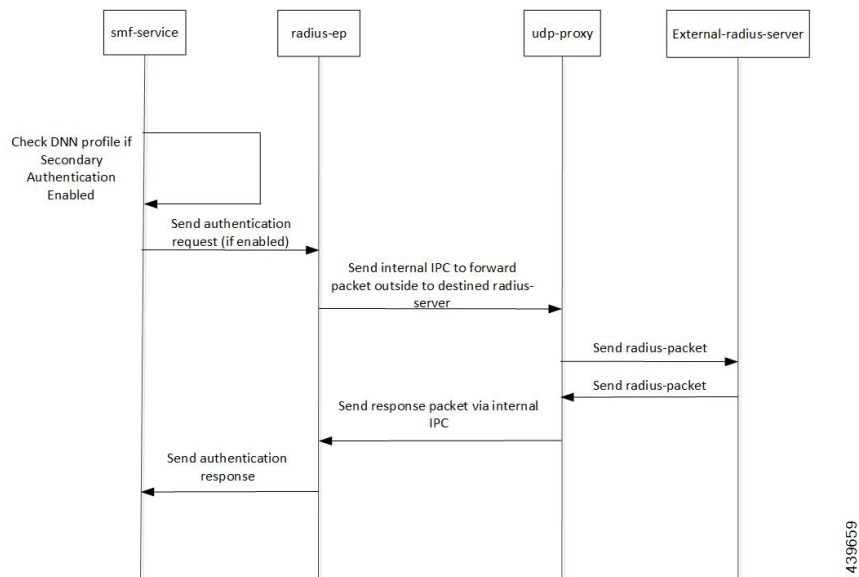 smf-service
radius-ep
udp-proxy
External-radius-server
Check DNN profile if
Secondary
Authentication
Enabled
Send authentication
request (if enabled)
Send internal IPC to forward
packet outside to destined radius-
server
Send radius-packet
Send radius-packet
Send response packet via internal
IPC
Send authentication
response
439659